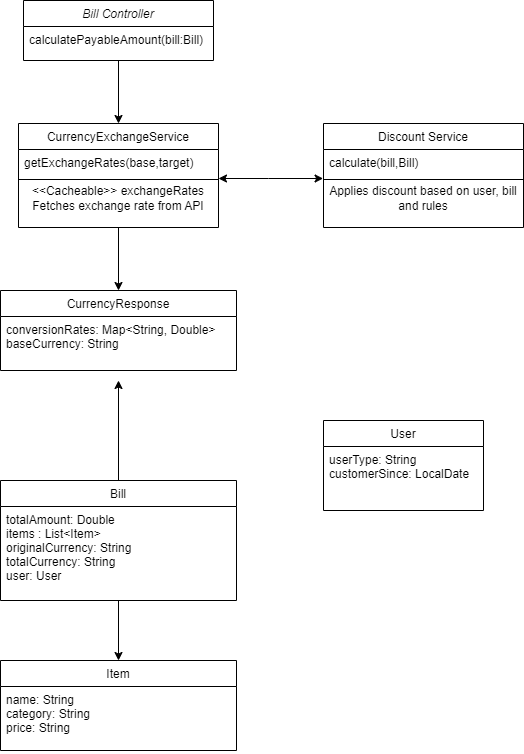 Bill Controller
calculatePayableAmount(bill:Bill)
CurrencyExchangeService
getExchangeRates(base,target)
<<Cacheable>> exchangeRates
Fetches exchange rate from API
Discount Service
calculate(bill,Bill)
Applies discount based on user, bill
and rules
CurrencyResponse
conversionRates: Map<String, Double>
baseCurrency: String
User
userType: String
customerSince: LocalDate
Bill
totalAmount: Double
items : List<Item>
originalCurrency: String
totalCurrency: String
user: User
Item
name: String
category: String
price: String